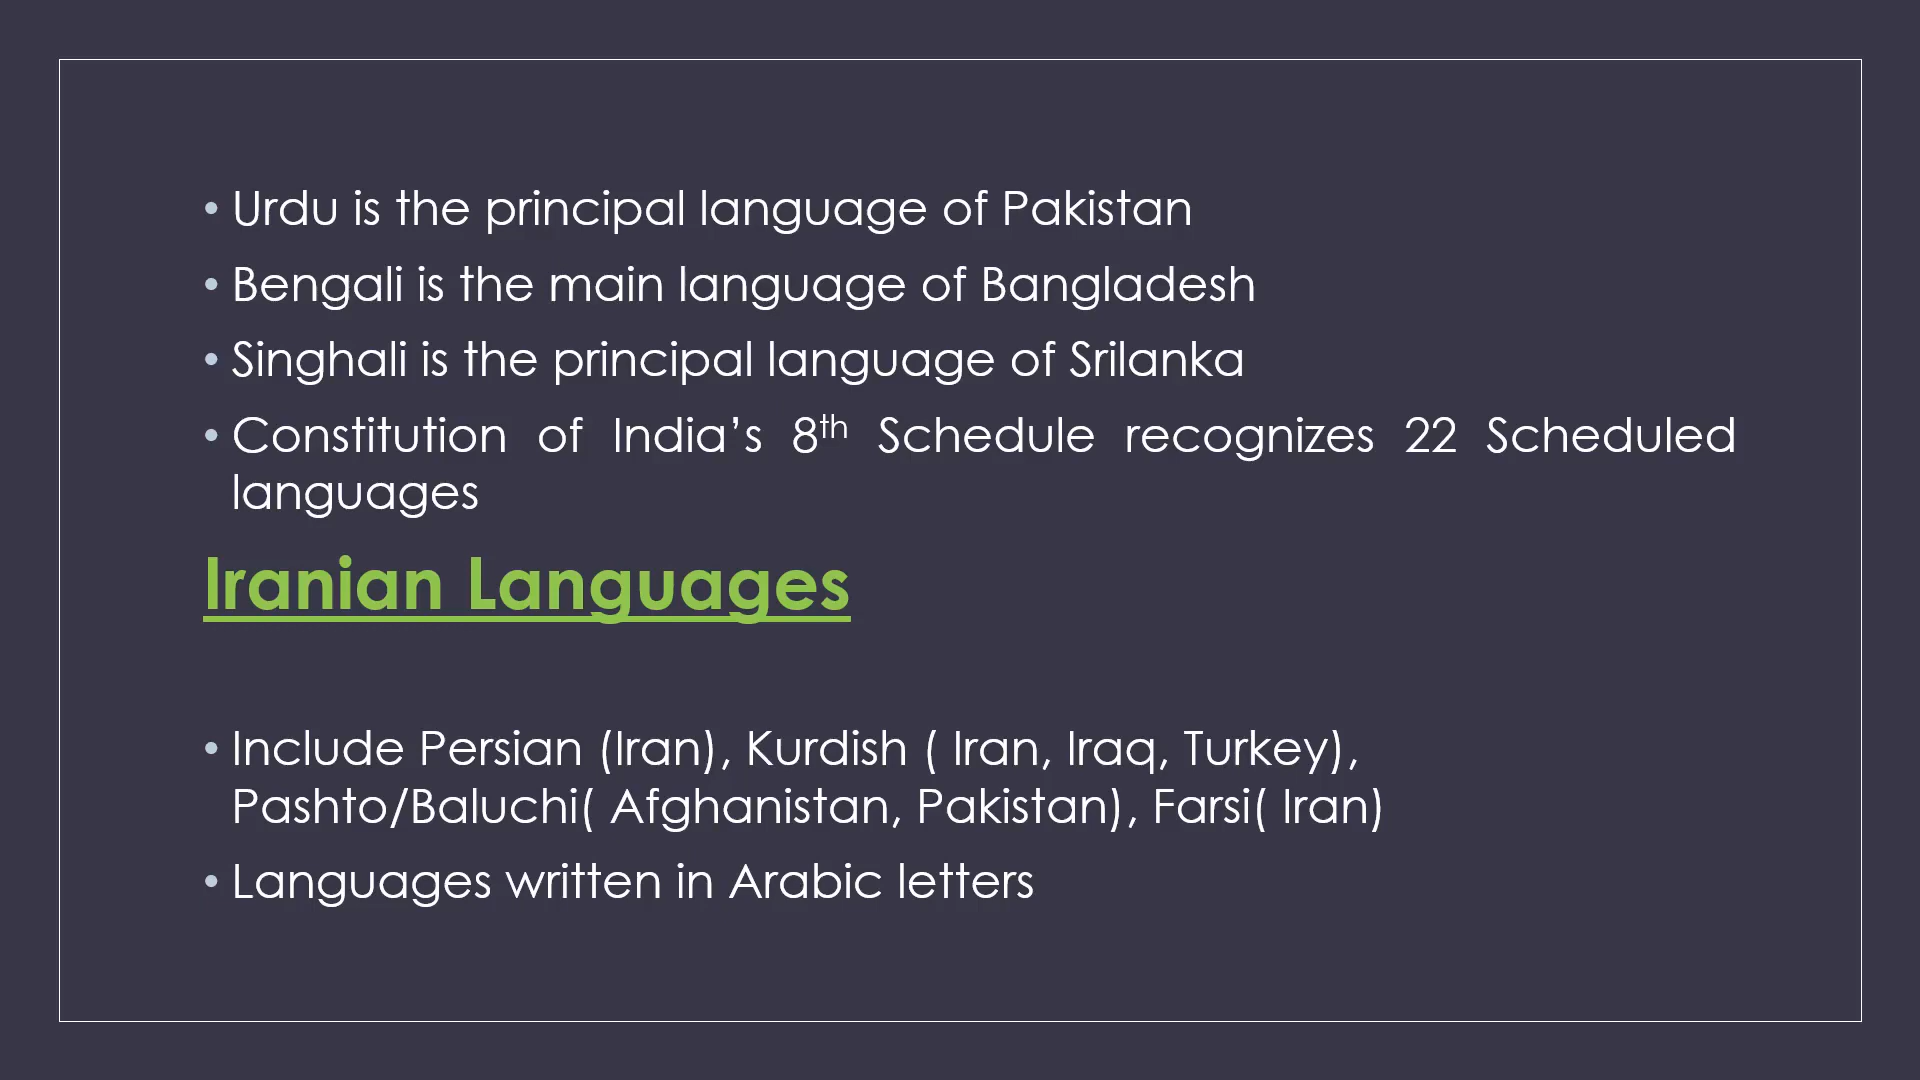 • Urdu is the principal language of Pakistan
• Bengali is the main language of Bangladesh
• Singhali is the principal language of Srilanka
• Constitution of India’s 8th Schedule recognizes 22 Scheduled
languages
Iranian Languages
• Include Persian (Iran), Kurdish ( Iran, Iraq, Turkey),
Pashto/Baluchi( Afghanistan, Pakistan), Farsi( Iran)
• Languages written in Arabic letters